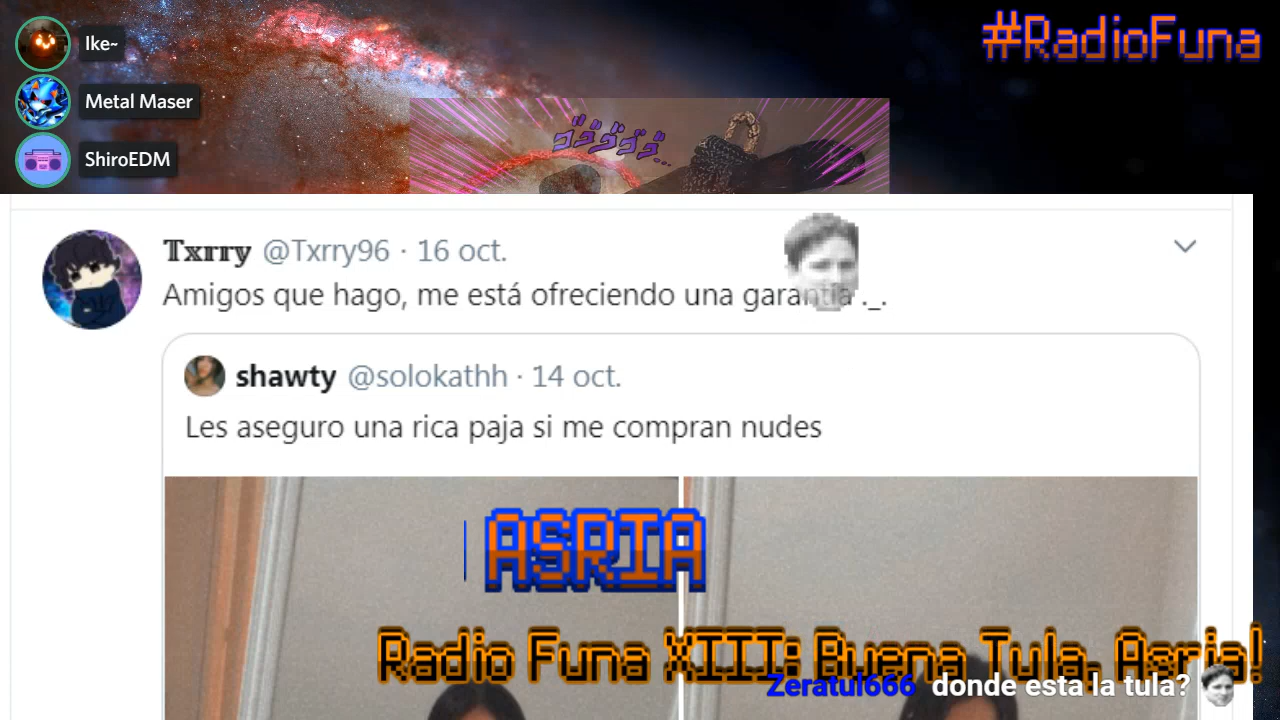 Ike~
#RadioFuna
Metal Maser
ShiroEDM
Txrry @Txrry96 · 16 oct.
Amigos que hago, me está ofreciendo una garantía ._.
shawty @solokathh · 14 oct.
Les aseguro una rica paja si me compran nudes
ASRIA
Radio Funa XIII: Buena Tula, Asria!
Zeratul666 donde esta la tula?